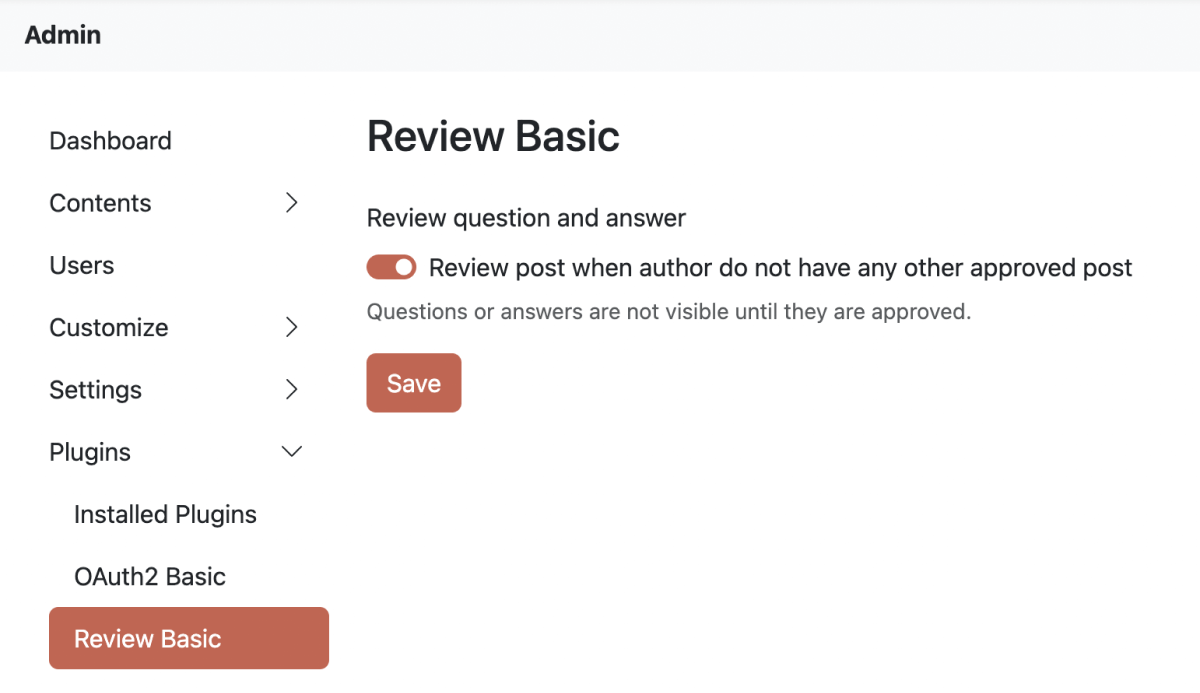 Admin
Dashboard
Contents
Users
Customize
Settings
Plugins
Installed Plugins
OAuth2 Basic
Review Basic
Review Basic
Review question and answer
Review post when author do not have any other approved post
Questions or answers are not visible until they are approved.
Save